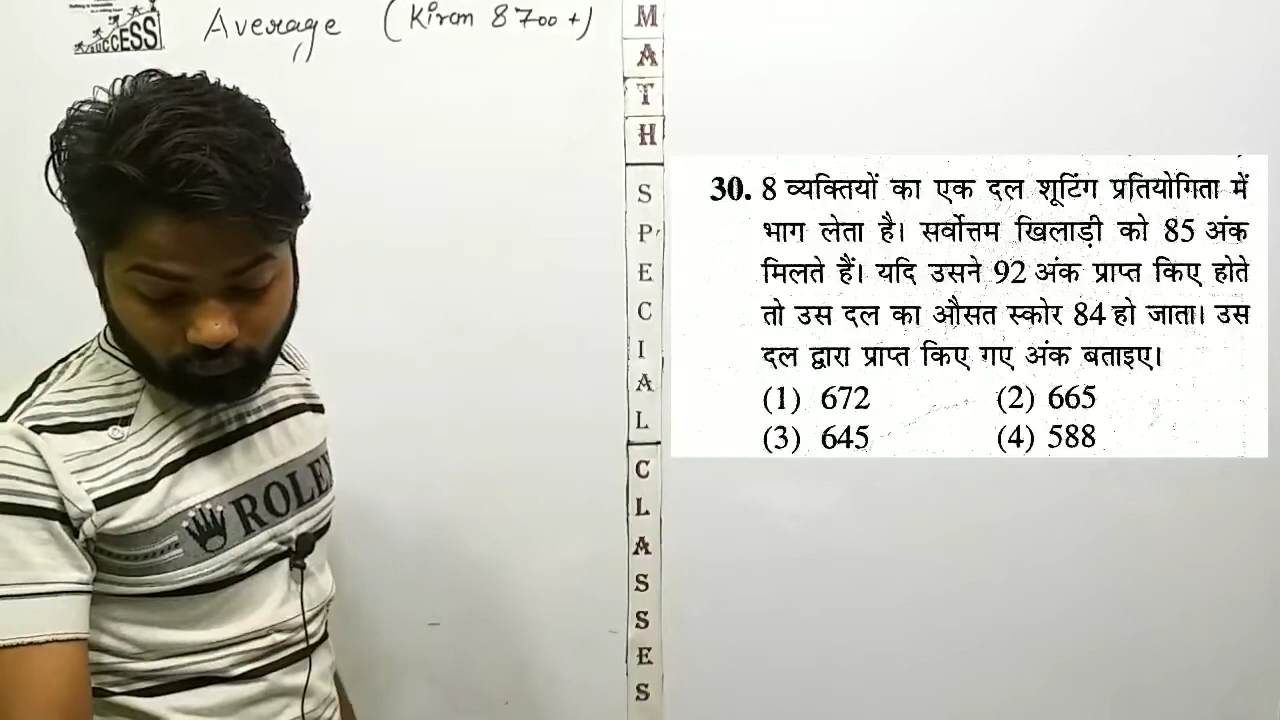 SUCCESS
Average (Kiran 8700+)
MATH
SPECIAL
CLASSES
ROLEX
30. 8 व्यक्तियों का एक दल शूटिंग प्रतियोगिता में
भाग लेता है। सर्वोत्तम खिलाड़ी को 85 अंक
मिलते हैं। यदि उसने 92 अंक प्राप्त किए होते
तो उस दल का औसत स्कोर 84 हो जाता। उस
दल द्वारा प्राप्त किए गए अंक बताइए।
(1) 672 (2) 665
(3) 645 (4) 588